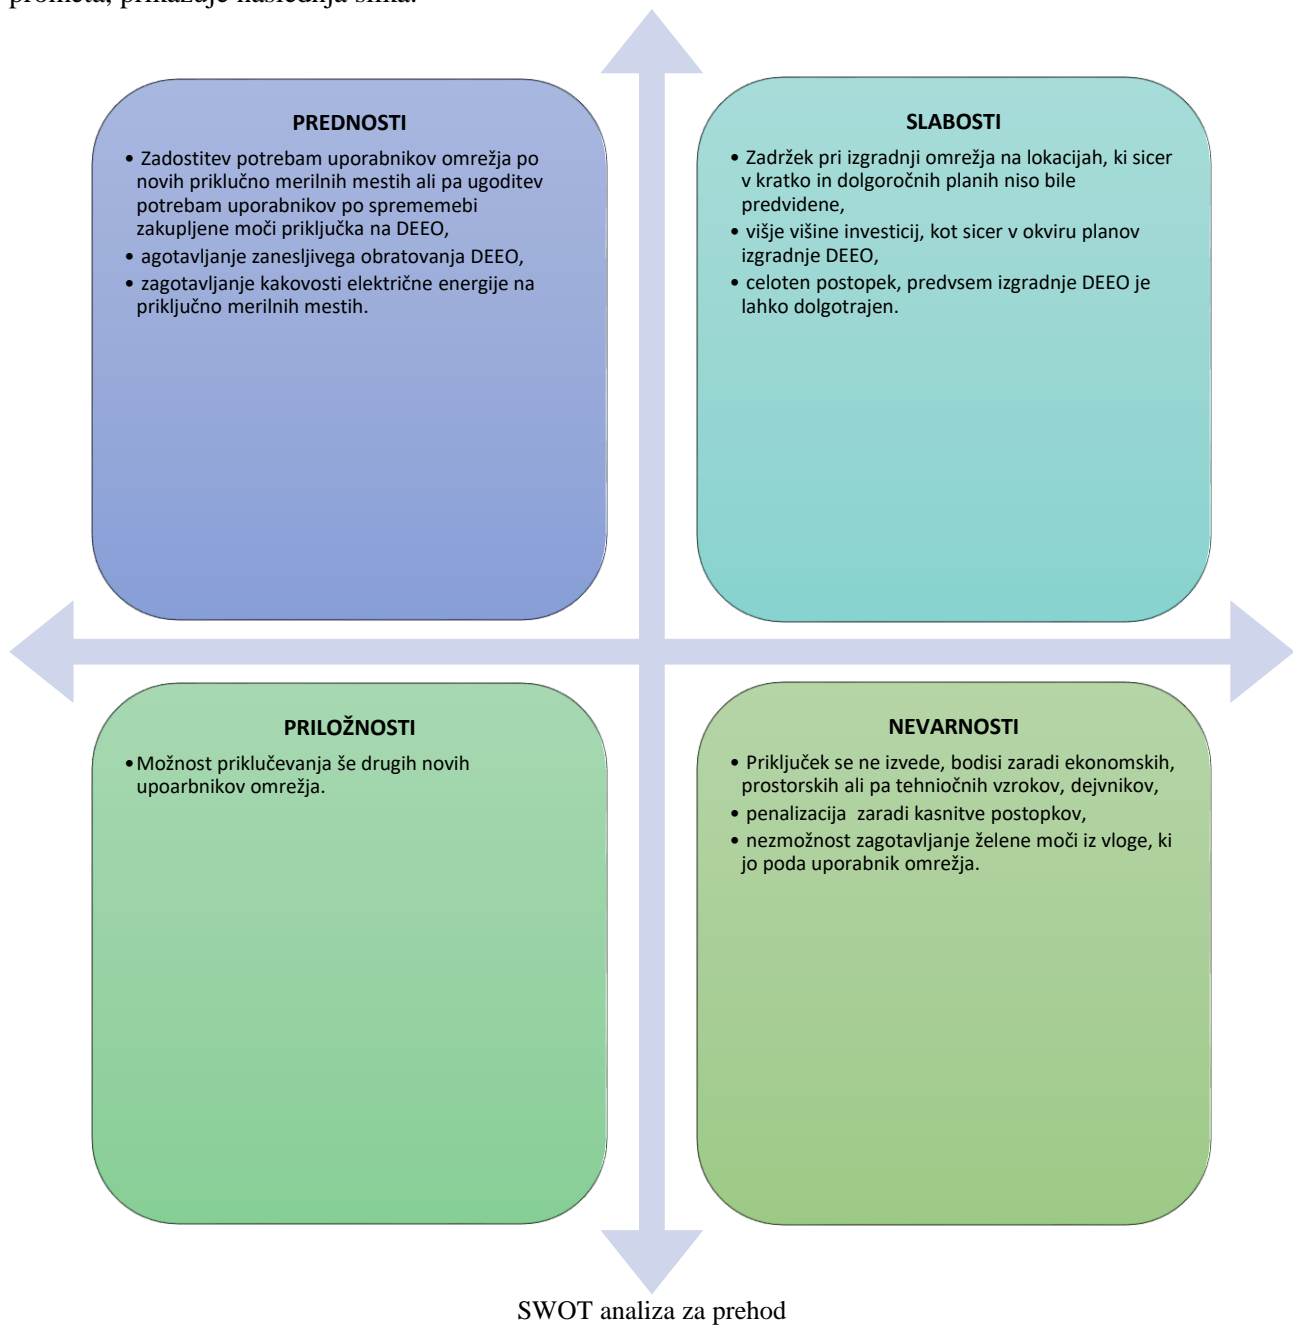 prometa, prikazuje naslednja slika.
PREDNOSTI
• Zadostitev potrebam uporabnikov omrežja po
novih priključno merilnih mestih ali pa ugoditev
potrebam uporabnikov po sprememebi
zakupljene moči priključka na DEEO,
• agotavljanje zanesljivega obratovanja DEEO,
• zagotavljanje kakovosti električne energije na
priključno merilnih mestih.
SLABOSTI
• Zadržek pri izgradnji omrežja na lokacijah, ki sicer
v kratko in dolgoročnih planih niso bile
predvidene,
• višje višine investicij, kot sicer v okviru planov
izgradnje DEEO,
• celoten postopek, predvsem izgradnje DEEO je
lahko dolgotrajen.
PRILOŽNOSTI
• Možnost priklučevanja še drugih novih
upoarbnikov omrežja.
NEVARNOSTI
• Priključek se ne izvede, bodisi zaradi ekonomskih,
prostorskih ali pa tehniočnih vzrokov, dejvnikov,
• penalizacija  zaradi kasnitve postopkov,
• nezmožnost zagotavljanje želene moči iz vloge, ki
jo poda uporabnik omrežja.
SWOT analiza za prehod